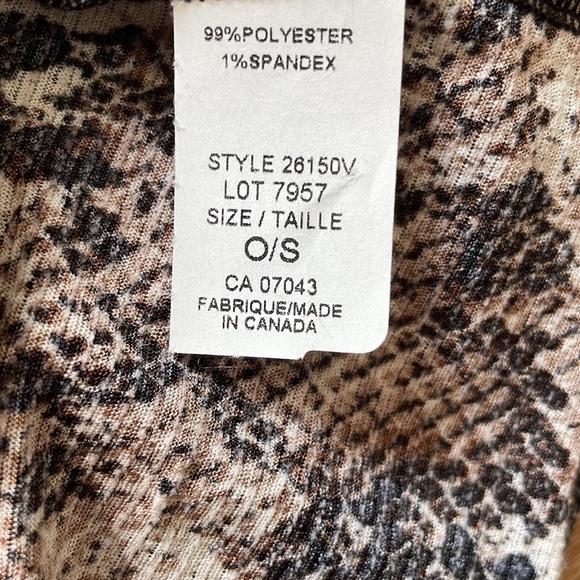 99%POLYESTER
1%SPANDEX
STYLE 26150V
LOT 7957
SIZE / TAILLE
O/S
CA 07043
FABRIQUE/MADE
IN CANADA